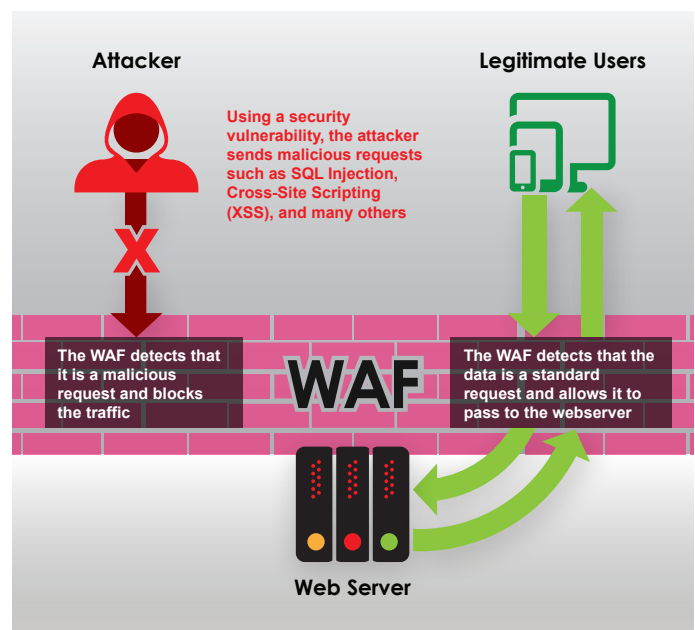 Attacker
Legitimate Users
Using a security
vulnerability, the attacker
sends malicious requests
such as SQL Injection,
Cross-Site Scripting
(XSS), and many others
X
The WAF detects that
it is a malicious
request and blocks
the traffic
WAF
The WAF detects that the
data is a standard
request and allows it to
pass to the webserver
Web Server